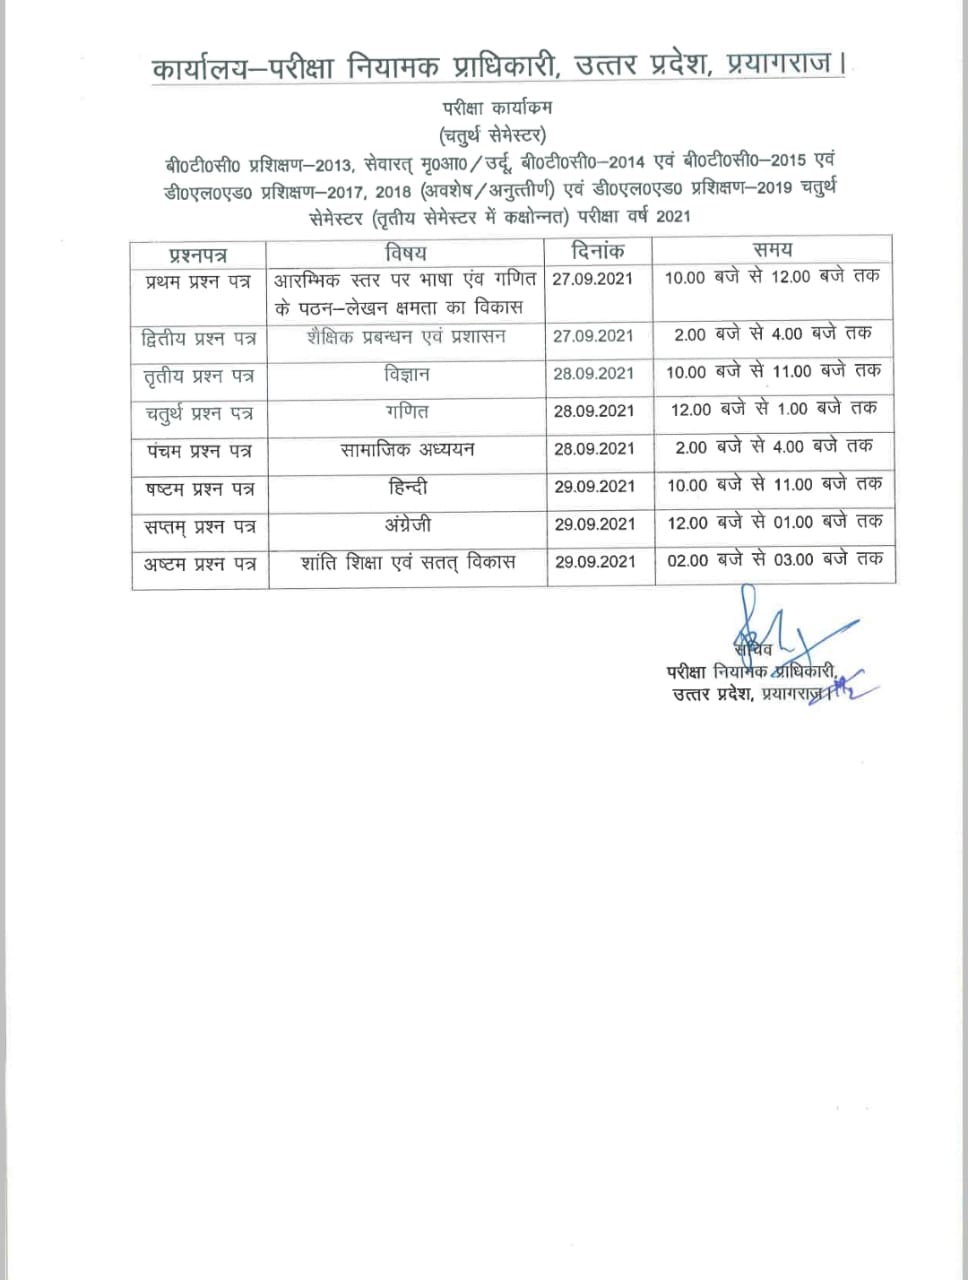 कार्यालय–परीक्षा नियामक प्राधिकारी, उत्तर प्रदेश, प्रयागराज।
परीक्षा कार्याक्रम
(चतुर्थ सेमेस्टर)
बी0टी0सी0 प्रशिक्षण–2013, सेवारत् मृ0आ0/उर्दू, बी0टी0सी0–2014 एवं बी0टी0सी0–2015 एवं
डी0एल0एड0 प्रशिक्षण–2017, 2018 (अवशेष/अनुत्तीर्ण) एवं डी0एल0एड0 प्रशिक्षण–2019 चतुर्थ
सेमेस्टर (तृतीय सेमेस्टर में कक्षोन्नत) परीक्षा वर्ष 2021
प्रश्नपत्र विषय दिनांक समय
प्रथम प्रश्न पत्र आरम्भिक स्तर पर भाषा एंव गणित 27.09.2021 10.00 बजे से 12.00 बजे तक
के पठन–लेखन क्षमता का विकास
द्वितीय प्रश्न पत्र शैक्षिक प्रबन्धन एवं प्रशासन 27.09.2021 2.00 बजे से 4.00 बजे तक
तृतीय प्रश्न पत्र विज्ञान 28.09.2021 10.00 बजे से 11.00 बजे तक
चतुर्थ प्रश्न पत्र गणित 28.09.2021 12.00 बजे से 1.00 बजे तक
पंचम प्रश्न पत्र सामाजिक अध्ययन 28.09.2021 2.00 बजे से 4.00 बजे तक
षष्टम प्रश्न पत्र हिन्दी 29.09.2021 10.00 बजे से 11.00 बजे तक
सप्तम् प्रश्न पत्र अंग्रेजी 29.09.2021 12.00 बजे से 01.00 बजे तक
अष्टम प्रश्न पत्र शांति शिक्षा एवं सतत् विकास 29.09.2021 02.00 बजे से 03.00 बजे तक
सचिव
परीक्षा नियामक प्राधिकारी,
उत्तर प्रदेश, प्रयागराज।